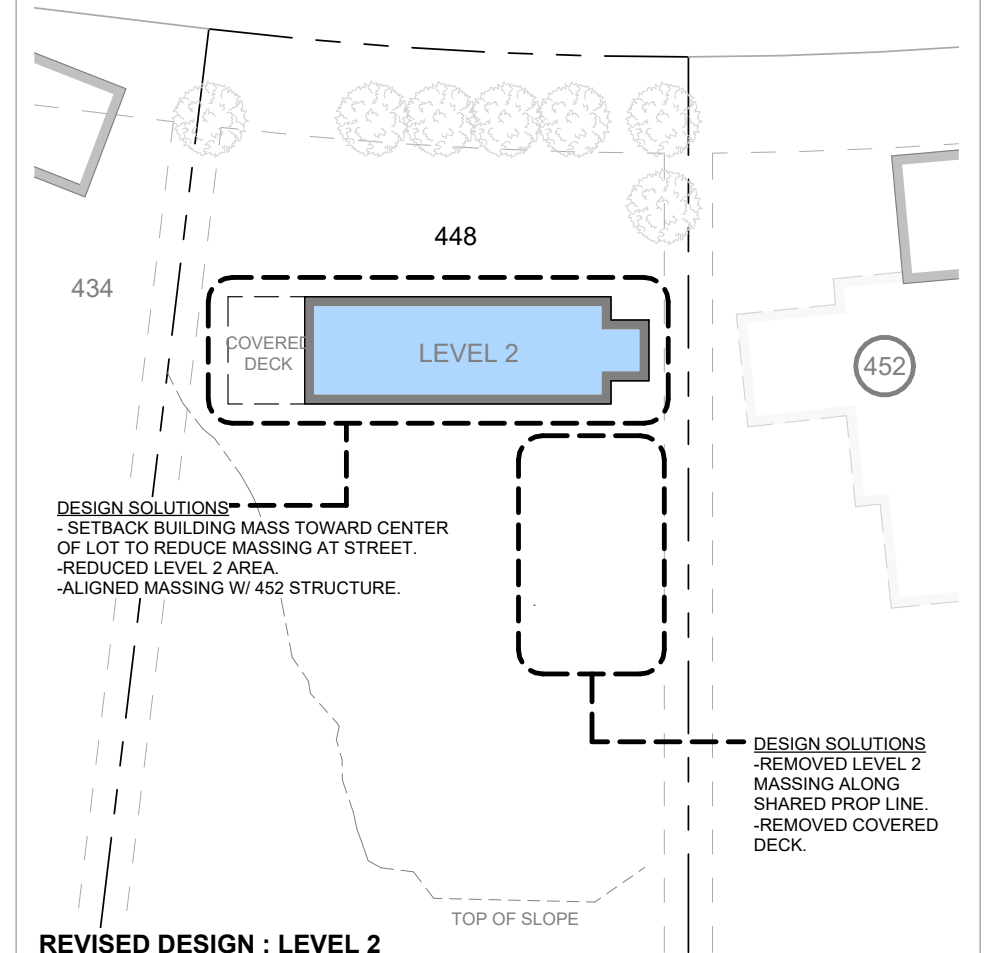 448
434
COVERED
DECK
LEVEL 2
452
DESIGN SOLUTIONS
- SETBACK BUILDING MASS TOWARD CENTER
OF LOT TO REDUCE MASSING AT STREET.
-REDUCED LEVEL 2 AREA.
-ALIGNED MASSING W/ 452 STRUCTURE.
DESIGN SOLUTIONS
-REMOVED LEVEL 2
MASSING ALONG
SHARED PROP LINE.
-REMOVED COVERED
DECK.
TOP OF SLOPE
REVISED DESIGN : LEVEL 2